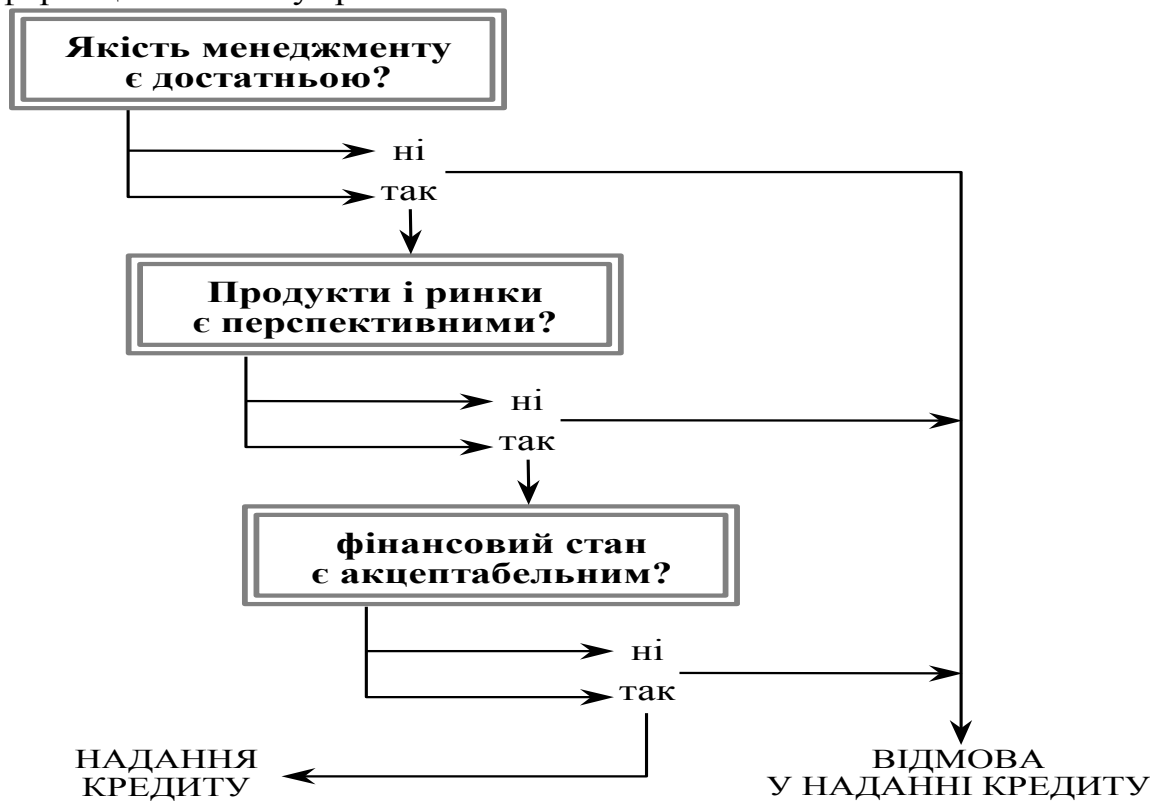 Якість менеджменту
є достатньою?
ні
так
Продукти і ринки
є перспективними?
ні
так
фінансовий стан
є акцептабельним?
ні
так
НАДАННЯ
КРЕДИТУ
ВІДМОВА
У НАДАННІ КРЕДИТУ